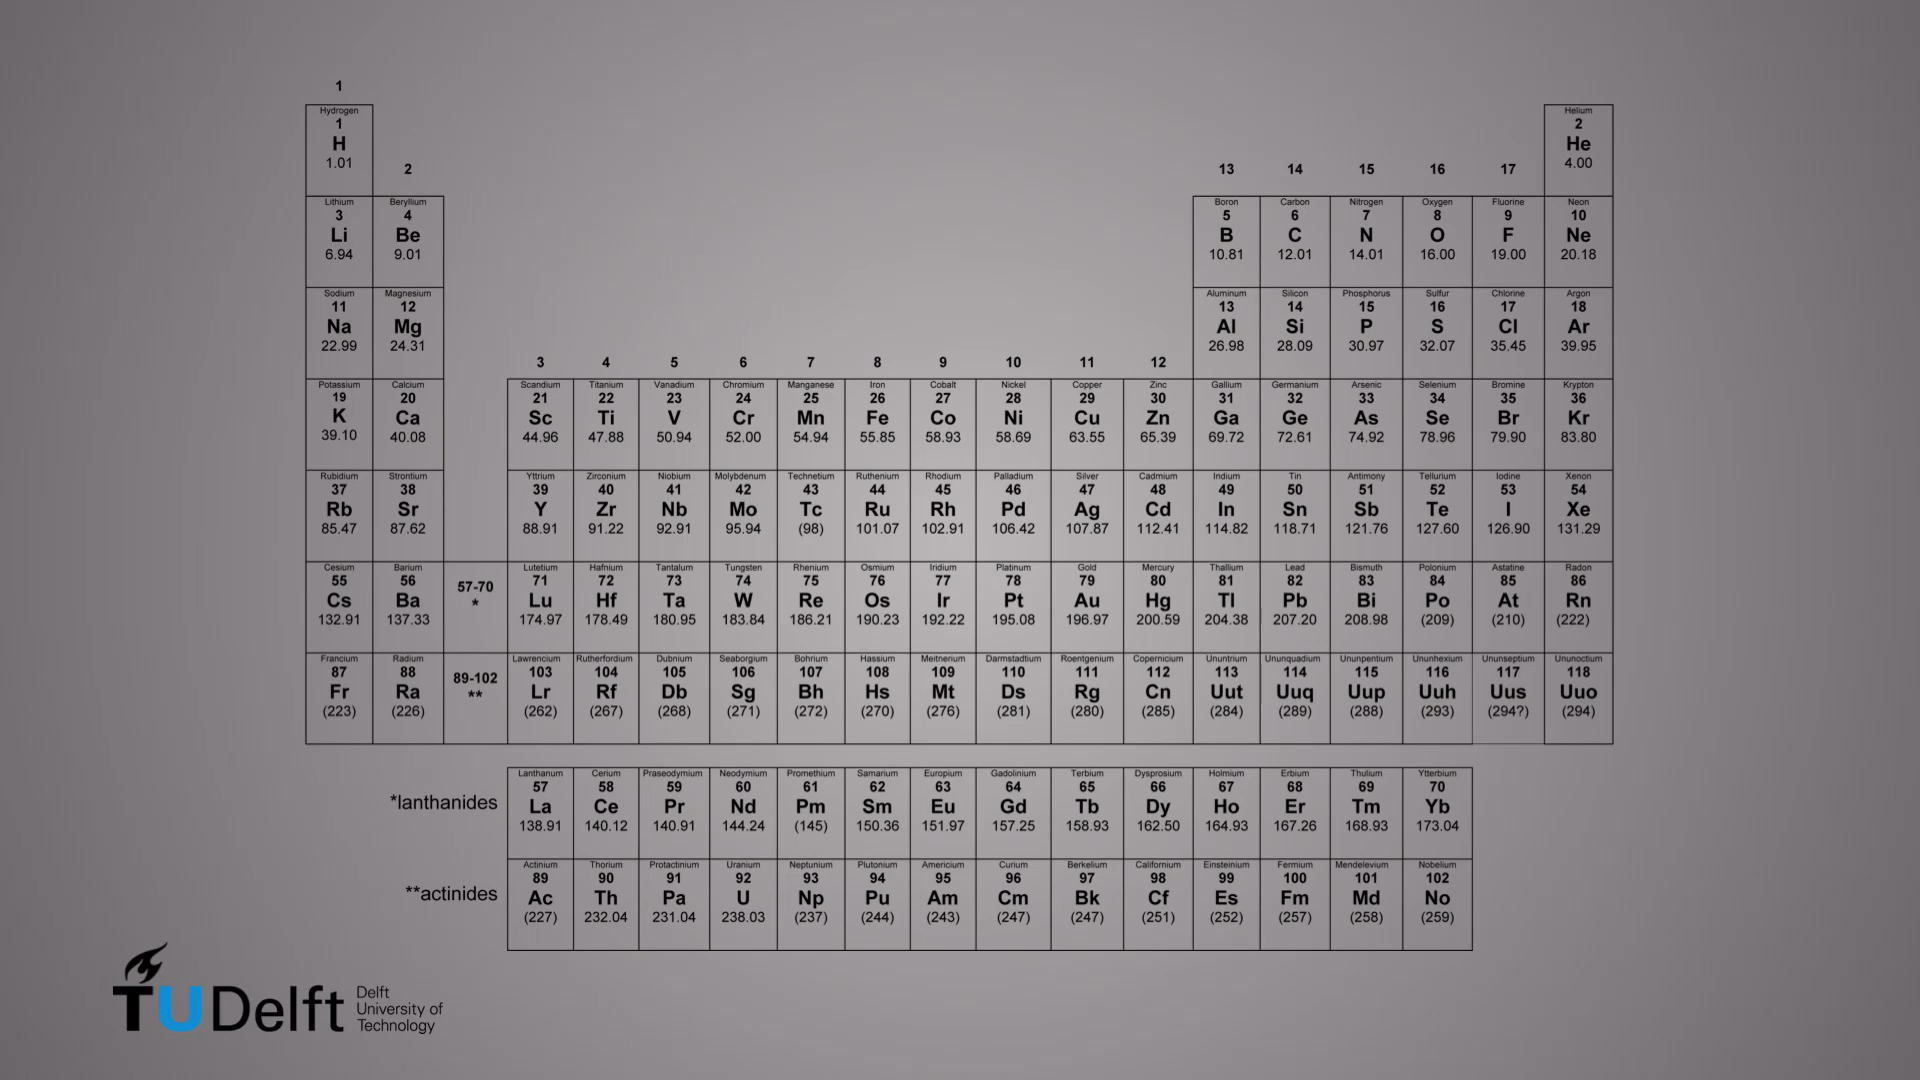 1
Hydrogen Helium
1 2
H He
1.01 4.00
2 13 14 15 16 17
Lithium Beryllium Boron Carbon Nitrogen Oxygen Fluorine Neon
3 4 5 6 7 8 9 10
Li Be B C N O F Ne
6.94 9.01 10.81 12.01 14.01 16.00 19.00 20.18
Sodium Magnesium Aluminum Silicon Phosphorus Sulfur Chlorine Argon
11 12 13 14 15 16 17 18
Na Mg Al Si P S Cl Ar
22.99 24.31 26.98 28.09 30.97 32.07 35.45 39.95
3 4 5 6 7 8 9 10 11 12
Potassium Calcium Scandium Titanium Vanadium Chromium Manganese Iron Cobalt Nickel Copper Zinc Gallium Germanium Arsenic Selenium Bromine Krypton
19 20 21 22 23 24 25 26 27 28 29 30 31 32 33 34 35 36
K Ca Sc Ti V Cr Mn Fe Co Ni Cu Zn Ga Ge As Se Br Kr
39.10 40.08 44.96 47.88 50.94 52.00 54.94 55.85 58.93 58.69 63.55 65.39 69.72 72.61 74.92 78.96 79.90 83.80
Rubidium Strontium Yttrium Zirconium Niobium Molybdenum Technetium Ruthenium Rhodium Palladium Silver Cadmium Indium Tin Antimony Tellurium Iodine Xenon
37 38 39 40 41 42 43 44 45 46 47 48 49 50 51 52 53 54
Rb Sr Y Zr Nb Mo Tc Ru Rh Pd Ag Cd In Sn Sb Te I Xe
85.47 87.62 88.91 91.22 92.91 95.94 (98) 101.07 102.91 106.42 107.87 112.41 114.82 118.71 121.76 127.60 126.90 131.29
Cesium Barium Lutetium Hafnium Tantalum Tungsten Rhenium Osmium Iridium Platinum Gold Mercury Thallium Lead Bismuth Polonium Astatine Radon
55 56 57-70 71 72 73 74 75 76 77 78 79 80 81 82 83 84 85 86
Cs Ba * Lu Hf Ta W Re Os Ir Pt Au Hg Tl Pb Bi Po At Rn
132.91 137.33 174.97 178.49 180.95 183.84 186.21 190.23 192.22 195.08 196.97 200.59 204.38 207.20 208.98 (209) (210) (222)
Francium Radium Lawrencium Rutherfordium Dubnium Seaborgium Bohrium Hassium Meitnerium Darmstadtium Roentgenium Copernicium Ununtrium Ununquadium Ununpentium Ununhexium Ununseptium Ununoctium
87 88 89-102 103 104 105 106 107 108 109 110 111 112 113 114 115 116 117 118
Fr Ra ** Lr Rf Db Sg Bh Hs Mt Ds Rg Cn Uut Uuq Uup Uuh Uus Uuo
(223) (226) (262) (267) (268) (271) (272) (270) (276) (281) (280) (285) (284) (289) (288) (293) (294?) (294)
Lanthanum Cerium Praseodymium Neodymium Promethium Samarium Europium Gadolinium Terbium Dysprosium Holmium Erbium Thulium Ytterbium
57 58 59 60 61 62 63 64 65 66 67 68 69 70
*lanthanides La Ce Pr Nd Pm Sm Eu Gd Tb Dy Ho Er Tm Yb
138.91 140.12 140.91 144.24 (145) 150.36 151.97 157.25 158.93 162.50 164.93 167.26 168.93 173.04
Actinium Thorium Protactinium Uranium Neptunium Plutonium Americium Curium Berkelium Californium Einsteinium Fermium Mendelevium Nobelium
89 90 91 92 93 94 95 96 97 98 99 100 101 102
**actinides Ac Th Pa U Np Pu Am Cm Bk Cf Es Fm Md No
(227) 232.04 231.04 238.03 (237) (244) (243) (247) (247) (251) (252) (257) (258) (259)
TUDelft
Delft
University of
Technology